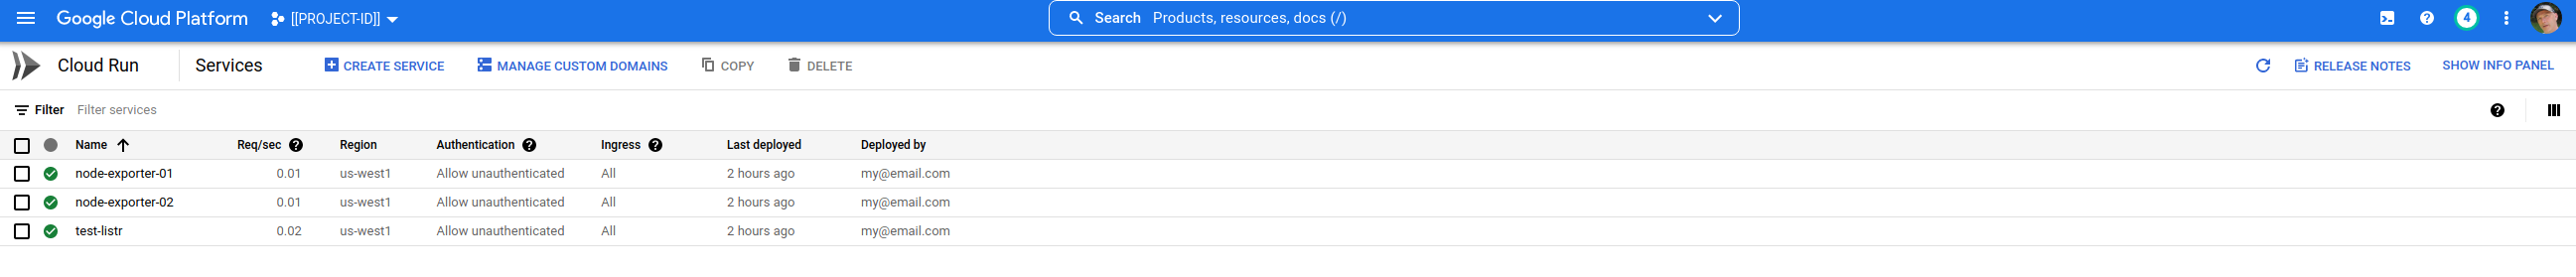 Google Cloud Platform [[PROJECT-ID]] Search Products, resources, docs (/) 4
Cloud Run Services CREATE SERVICE MANAGE CUSTOM DOMAINS COPY DELETE RELEASE NOTES SHOW INFO PANEL
Filter Filter services
Name Req/sec Region Authentication Ingress Last deployed Deployed by
node-exporter-01 0.01 us-west1 Allow unauthenticated All 2 hours ago my@email.com
node-exporter-02 0.01 us-west1 Allow unauthenticated All 2 hours ago my@email.com
test-listr 0.02 us-west1 Allow unauthenticated All 2 hours ago my@email.com